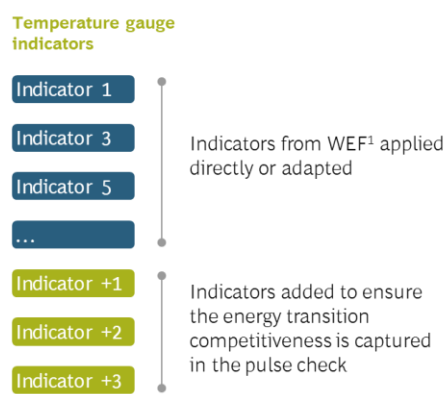 Temperature gauge
indicators
Indicator 1
Indicator 3
Indicator 5
...
Indicators from WEF¹ applied
directly or adapted
Indicator +1
Indicator +2
Indicator +3
Indicators added to ensure
the energy transition
competitiveness is captured
in the pulse check